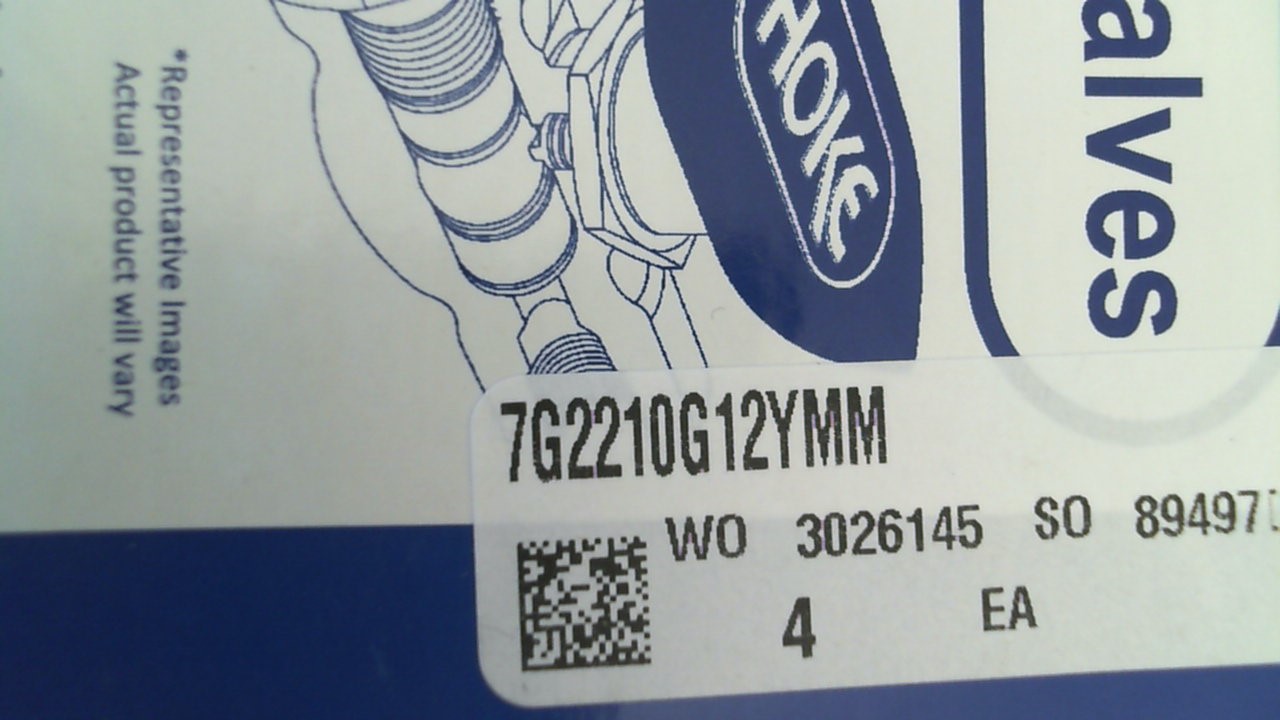 *Representative Images
Actual product will vary
HOKE
alves
7G2210G12YMM
WO 3026145 SO 89497
4 EA